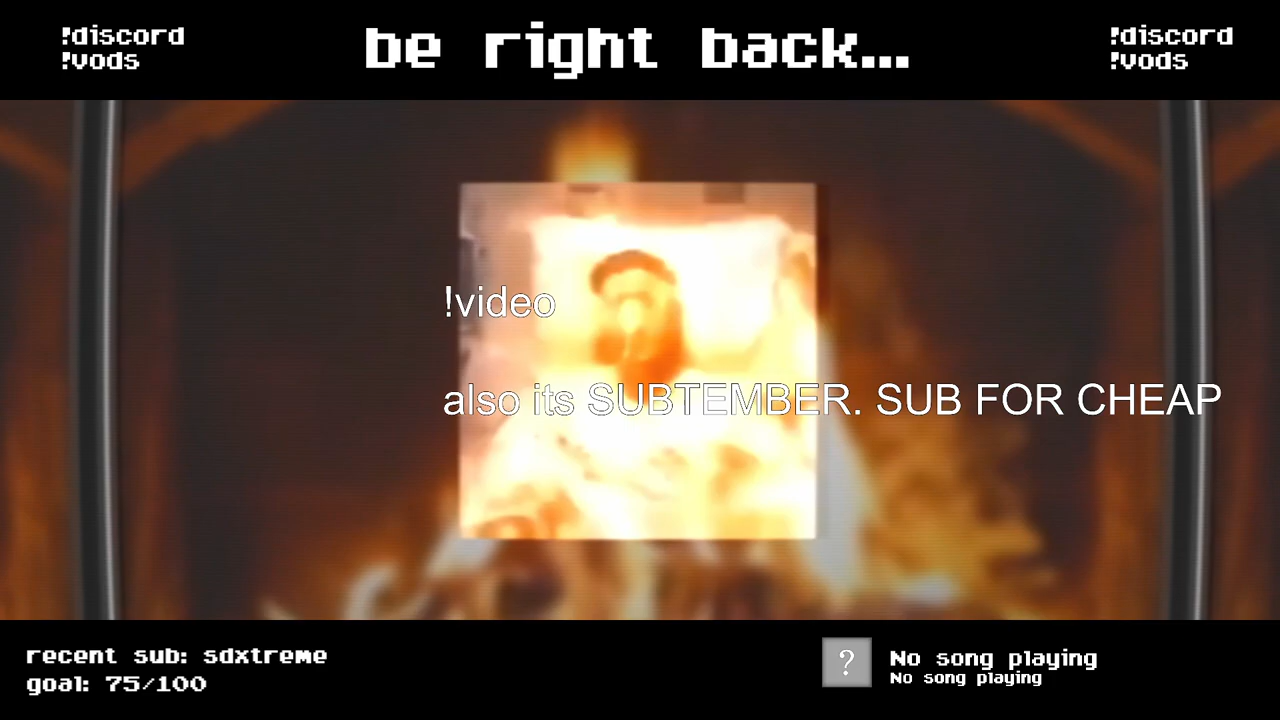 !discord
!vods
be right back...
!discord
!vods
!video
also its SUBTEMBER. SUB FOR CHEAP
recent sub: sdxtreme
goal: 75/100
?
No song playing
No song playing